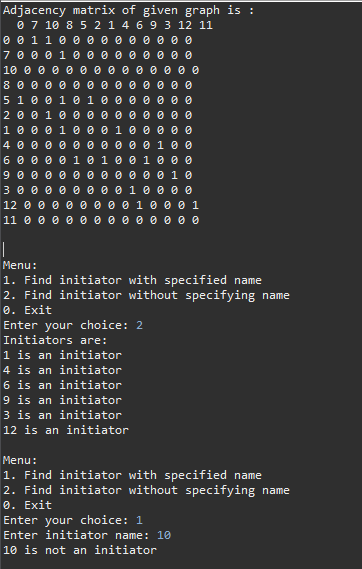 Adjacency matrix of given graph is :
0 7 10 8 5 2 1 4 6 9 3 12 11
0 0 1 1 0 0 0 0 0 0 0 0 0 0
7 0 0 0 1 0 0 0 0 0 0 0 0 0
10 0 0 0 0 0 0 0 0 0 0 0 0 0
8 0 0 0 0 0 0 0 0 0 0 0 0 0
5 1 0 0 1 0 1 0 0 0 0 0 0 0
2 0 0 1 0 0 0 0 0 0 0 0 0 0
1 0 0 0 1 0 0 0 1 0 0 0 0 0
4 0 0 0 0 0 0 0 0 0 0 1 0 0
6 0 0 0 0 1 0 1 0 0 1 0 0 0
9 0 0 0 0 0 0 0 0 0 0 0 1 0
3 0 0 0 0 0 0 0 0 1 0 0 0 0
12 0 0 0 0 0 0 0 0 1 0 0 0 1
11 0 0 0 0 0 0 0 0 0 0 0 0 0
Menu:
1. Find initiator with specified name
2. Find initiator without specifying name
0. Exit
Enter your choice: 2
Initiators are:
1 is an initiator
4 is an initiator
6 is an initiator
9 is an initiator
3 is an initiator
12 is an initiator
Menu:
1. Find initiator with specified name
2. Find initiator without specifying name
0. Exit
Enter your choice: 1
Enter initiator name: 10
10 is not an initiator